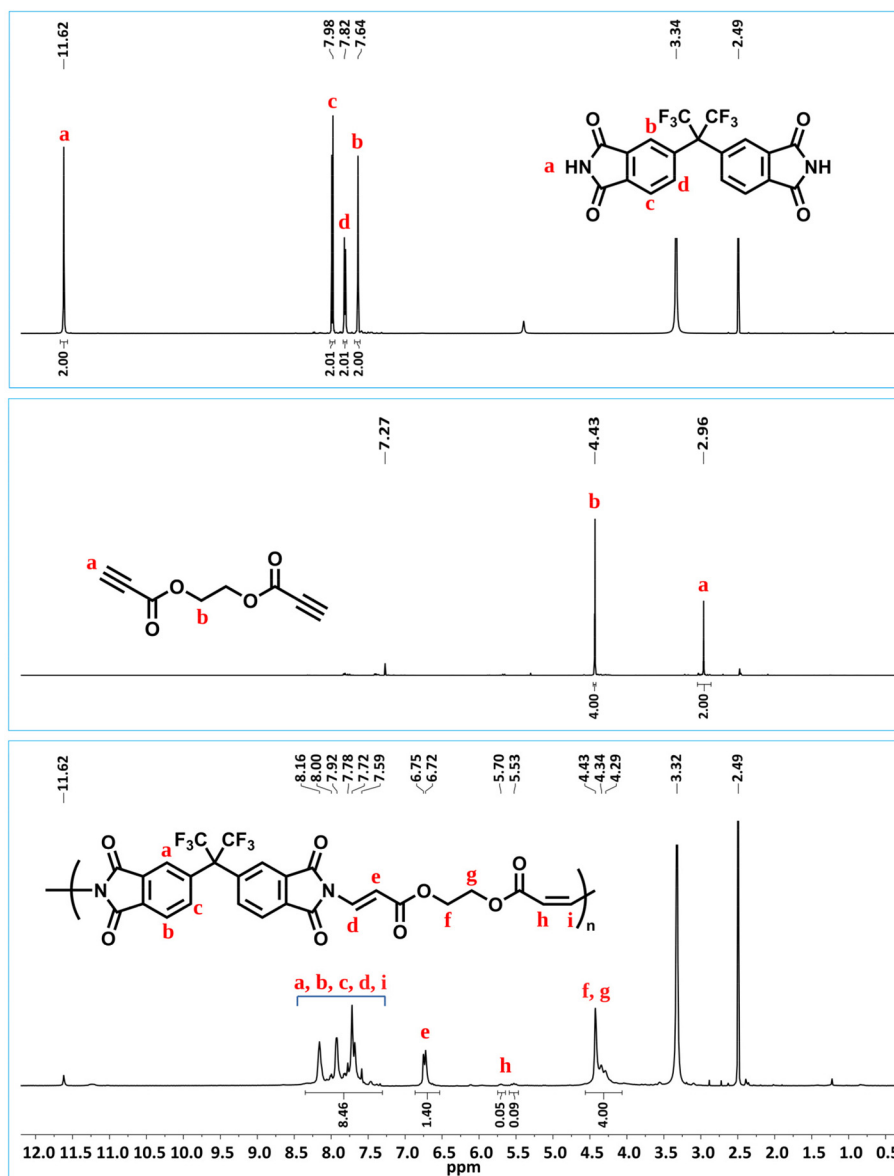 11.62 7.98 7.82 7.64 3.34 2.49
a c d b
F₃C CF₃
O O
b
a HN NH
d
c
O O
2.00 2.01 2.01 2.00
7.27 4.43 2.96
b
a
a O
O O
O b
4.00 2.00
11.62 8.16 8.00 7.92 7.78 7.72 7.59 6.75 6.72 5.70 5.53 4.43 4.34 4.29 3.32 2.49
F₃C CF₃
O a O
N N
c e g
b d f h i
O O O O O O
n
a, b, c, d, i
e h f, g
8.46 1.40 0.05 0.09 4.00
12.0 11.5 11.0 10.5 10.0 9.5 9.0 8.5 8.0 7.5 7.0 6.5 6.0 5.5 5.0 4.5 4.0 3.5 3.0 2.5 2.0 1.5 1.0 0.5
ppm